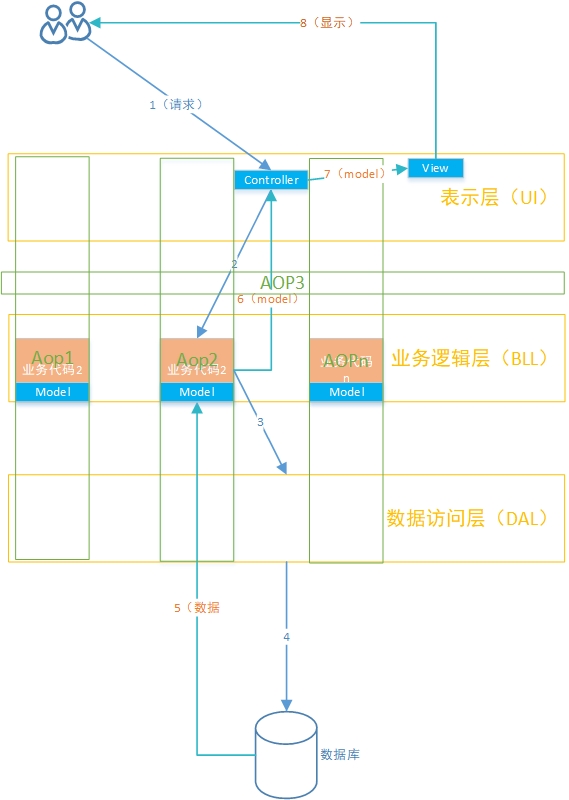 8（显示）
1（请求）
Controller
7（model）
View
表示层（UI）
2
AOP3
6（model）
Aop1
业务代码2
Model
Aop2
业务代码2
Model
AOPn
业务代码
n
Model
业务逻辑层（BLL）
3
数据访问层（DAL）
5（数据
4
数据库